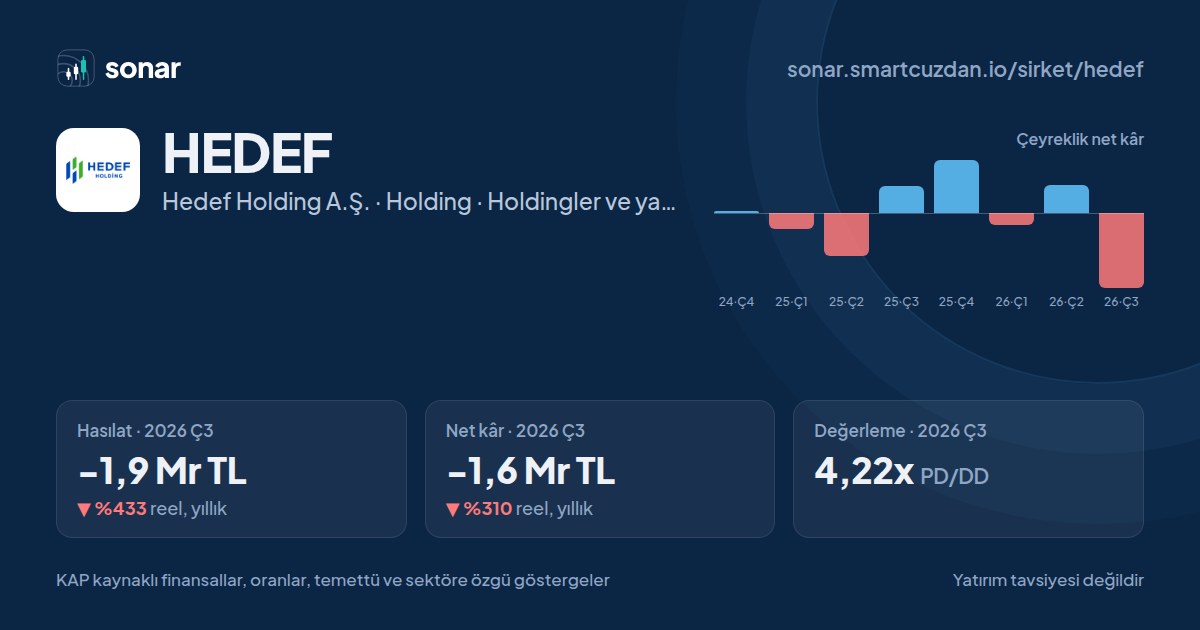 sonar
sonar.smartcuzdan.io/sirket/hedef
HEDEF
HOLDİNG
HEDEF
Hedef Holding A.Ş. · Holding · Holdingler ve ya...
Çeyreklik net kâr
24·Ç4 25·Ç1 25·Ç2 25·Ç3 25·Ç4 26·Ç1 26·Ç2 26·Ç3
Hasılat · 2026 Ç3
−1,9 Mr TL
▼ %433 reel, yıllık
Net kâr · 2026 Ç3
−1,6 Mr TL
▼ %310 reel, yıllık
Değerleme · 2026 Ç3
4,22x PD/DD
KAP kaynaklı finansallar, oranlar, temettü ve sektöre özgü göstergeler
Yatırım tavsiyesi değildir